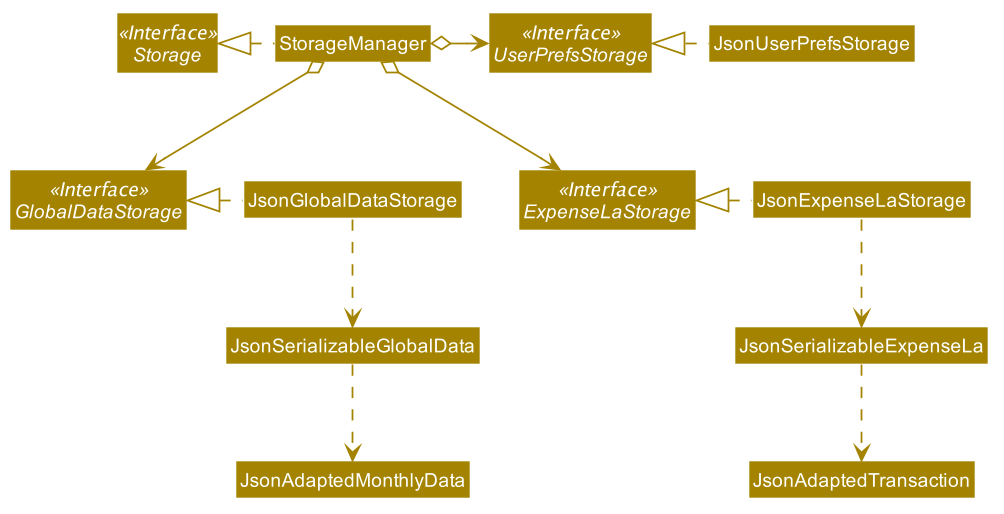 «Interface»
Storage
StorageManager
«Interface»
UserPrefsStorage
JsonUserPrefsStorage
«Interface»
GlobalDataStorage
JsonGlobalDataStorage
«Interface»
ExpenseLaStorage
JsonExpenseLaStorage
JsonSerializableGlobalData
JsonSerializableExpenseLa
JsonAdaptedMonthlyData
JsonAdaptedTransaction